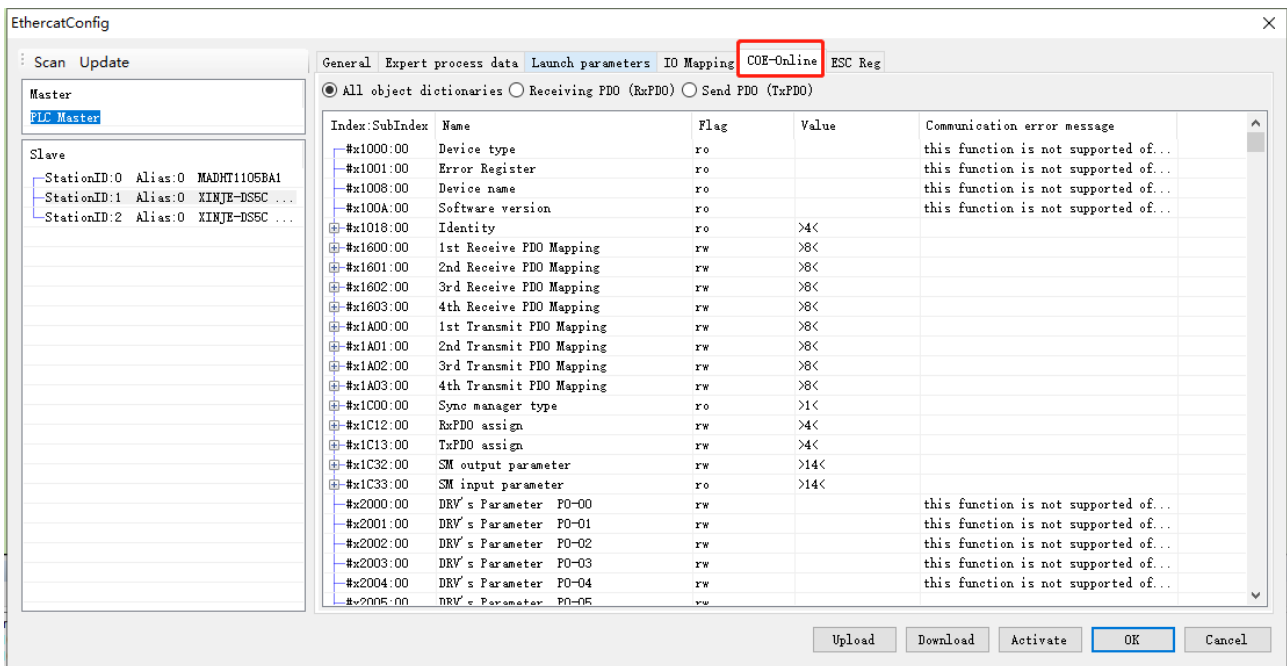 EthercatConfig
Scan Update
Master
PLC Master
Slave
StationID:0 Alias:0 MADHT1105BA1
StationID:1 Alias:0 XINJE-DS5C ...
StationID:2 Alias:0 XINJE-DS5C ...
General Expert process data Launch parameters IO Mapping COE-Online ESC Reg
All object dictionaries Receiving PDO (RxPDO) Send PDO (TxPDO)
Index:SubIndex Name Flag Value Communication error message
#x1000:00 Device type ro this function is not supported of...
#x1001:00 Error Register ro this function is not supported of...
#x1008:00 Device name ro this function is not supported of...
#x100A:00 Software version ro this function is not supported of...
#x1018:00 Identity ro >4<
#x1600:00 1st Receive PDO Mapping rw >8<
#x1601:00 2nd Receive PDO Mapping rw >8<
#x1602:00 3rd Receive PDO Mapping rw >8<
#x1603:00 4th Receive PDO Mapping rw >8<
#x1A00:00 1st Transmit PDO Mapping rw >8<
#x1A01:00 2nd Transmit PDO Mapping rw >8<
#x1A02:00 3rd Transmit PDO Mapping rw >8<
#x1A03:00 4th Transmit PDO Mapping rw >8<
#x1C00:00 Sync manager type ro >1<
#x1C12:00 RxPDO assign rw >4<
#x1C13:00 TxPDO assign rw >4<
#x1C32:00 SM output parameter rw >14<
#x1C33:00 SM input parameter ro >14<
#x2000:00 DRV's Parameter P0-00 rw this function is not supported of...
#x2001:00 DRV's Parameter P0-01 rw this function is not supported of...
#x2002:00 DRV's Parameter P0-02 rw this function is not supported of...
#x2003:00 DRV's Parameter P0-03 rw this function is not supported of...
#x2004:00 DRV's Parameter P0-04 rw this function is not supported of...
#x2005:00 DRV's Parameter P0-05 rw
Upload Download Activate OK Cancel